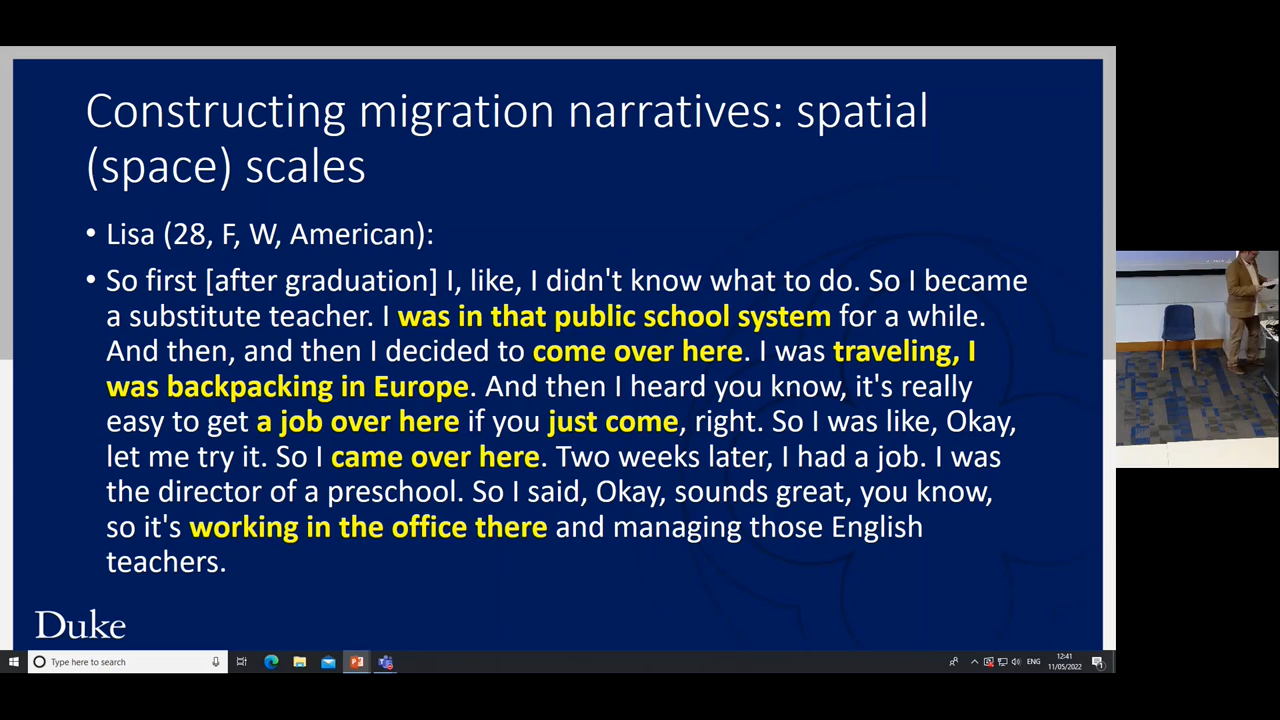 Constructing migration narratives: spatial
(space) scales
• Lisa (28, F, W, American):
• So first [after graduation] I, like, I didn't know what to do. So I became
a substitute teacher. I was in that public school system for a while.
And then, and then I decided to come over here. I was traveling, I
was backpacking in Europe. And then I heard you know, it's really
easy to get a job over here if you just come, right. So I was like, Okay,
let me try it. So I came over here. Two weeks later, I had a job. I was
the director of a preschool. So I said, Okay, sounds great, you know,
so it's working in the office there and managing those English
teachers.
Duke
Type here to search
ENG
12:41
11/05/2022